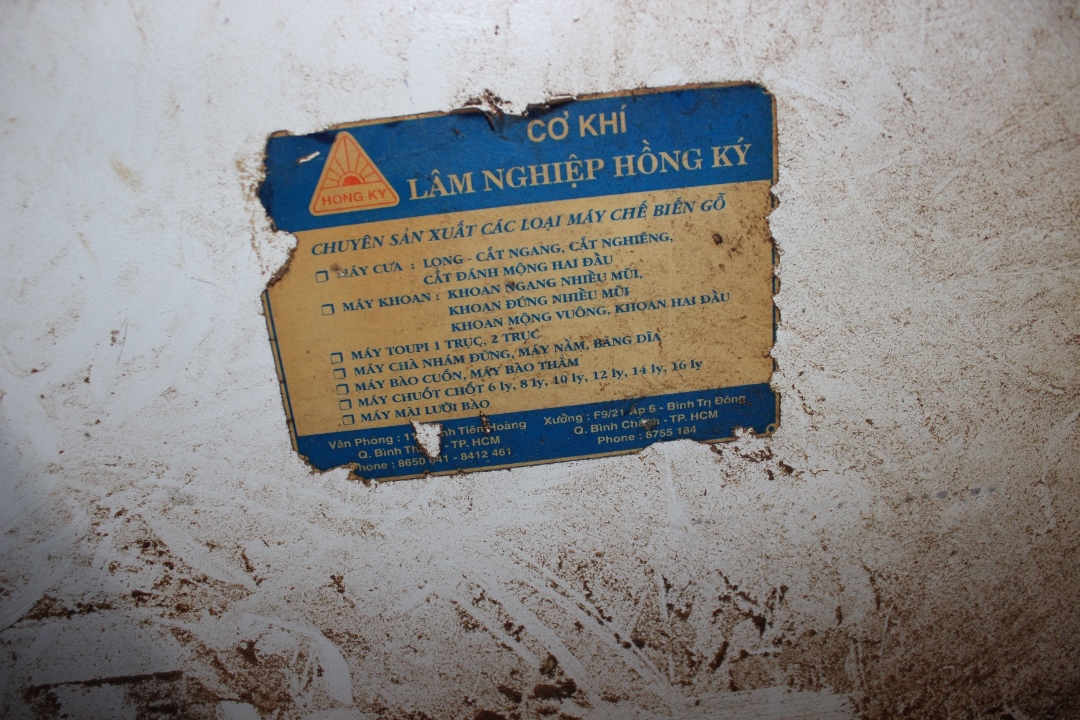 CƠ KHÍ
HONG KY
LÂM NGHIỆP HỒNG KÝ
CHUYÊN SẢN XUẤT CÁC LOẠI MÁY CHẾ BIẾN GỖ
MÁY CƯA : LỌNG - CẮT NGANG, CẮT NGHIÊNG,
CẮT ĐÁNH MỘNG HAI ĐẦU
MÁY KHOAN : KHOAN NGANG NHIỀU MŨI,
KHOAN ĐỨNG NHIỀU MŨI
KHOAN MỘNG VUÔNG, KHOAN HAI ĐẦU
MÁY TOUPI 1 TRỤC, 2 TRỤC
MÁY CHÀ NHÁM ĐỨNG, MÁY NẰM, BĂNG DĨA
MÁY BÀO CUỐN, MÁY BÀO THẨM
MÁY CHUỐT CHỐT 6 ly, 8 ly, 10 ly, 12 ly, 14 ly, 16 ly
MÁY MÀI LƯỠI BÀO
Văn Phòng : Tiên Hoàng
Q. Bình - TP. HCM
Phone : 8650 - 8412 461
Xưởng : F9/21 Ấp 6 - Bình Trị Đông
Q. Bình Chánh - TP. HCM
Phone : 8755 184